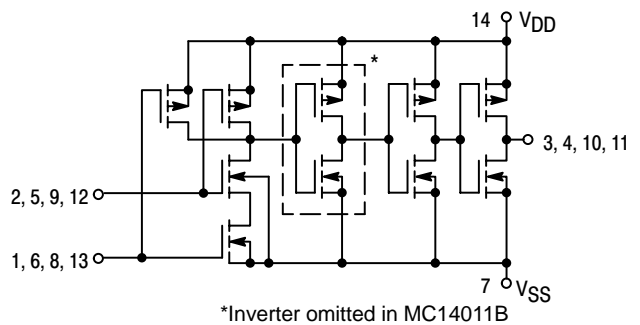 14 VDD
*
3, 4, 10, 11
2, 5, 9, 12
1, 6, 8, 13
7 VSS
*Inverter omitted in MC14011B